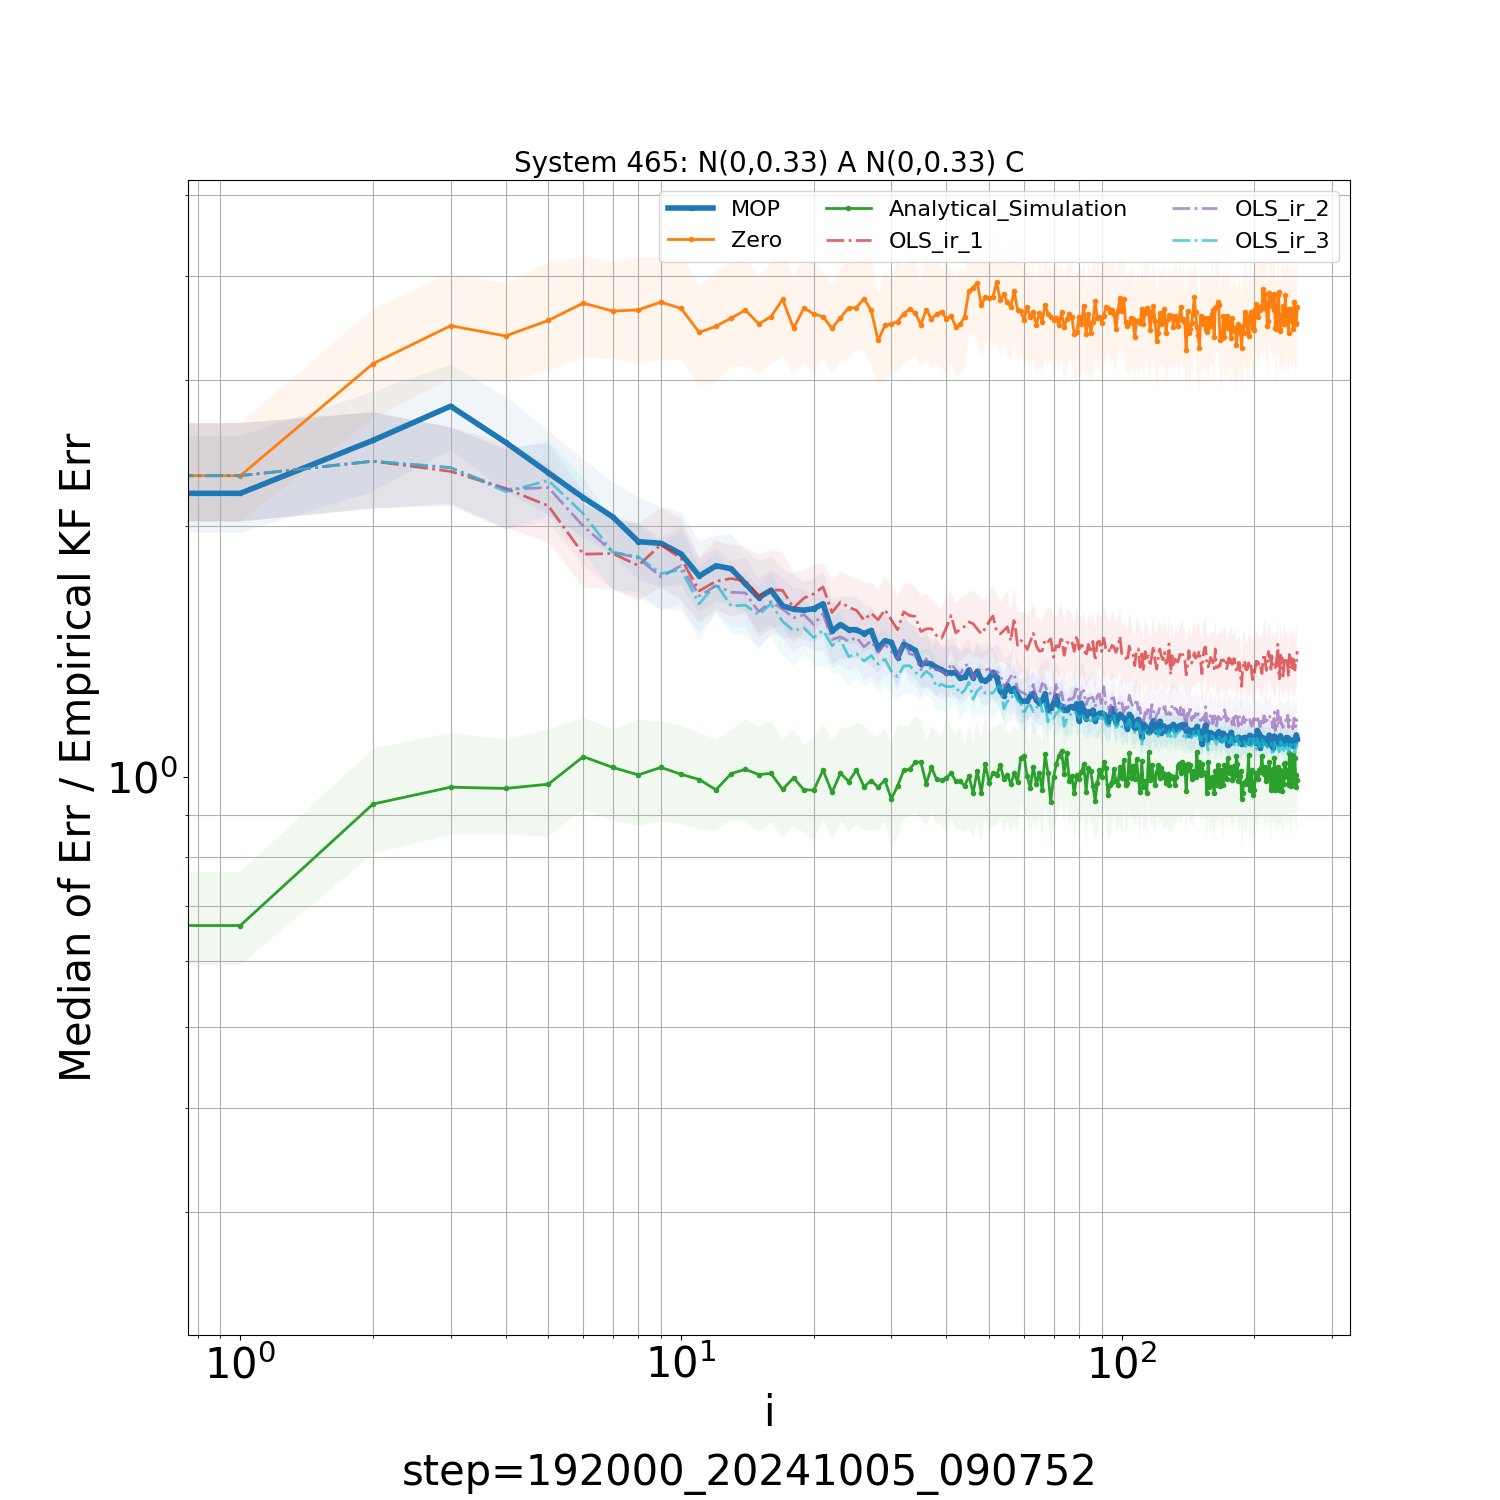 System 465: N(0,0.33) A N(0,0.33) C
MOP
Zero
Analytical_Simulation
OLS_ir_1
OLS_ir_2
OLS_ir_3
Median of Err / Empirical KF Err
10⁰
10⁰
10¹
10²
i
step=192000_20241005_090752